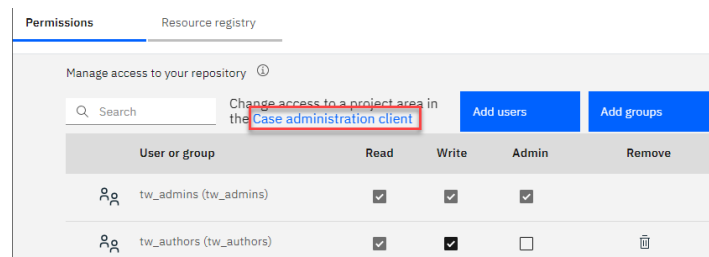 Permissions Resource registry
Manage access to your repository
Search
Change access to a project area in
the Case administration client
Add users Add groups
User or group Read Write Admin Remove
tw_admins (tw_admins)
tw_authors (tw_authors)